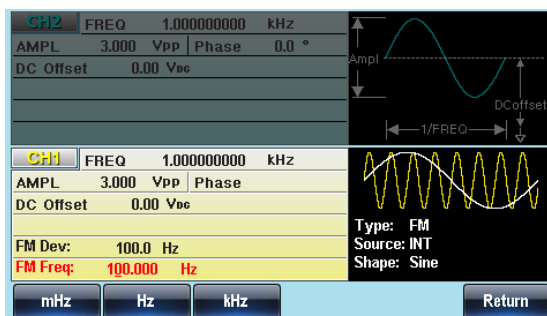 CH2 FREQ 1.000000000 kHz
AMPL 3.000 Vpp Phase 0.0 °
DC Offset 0.00 VDC
Ampl
DCoffset
1/FREQ
CH1 FREQ 1.000000000 kHz
AMPL 3.000 Vpp Phase
DC Offset 0.00 VDC
FM Dev: 100.0 Hz
FM Freq: 100.000 Hz
Type: FM
Source: INT
Shape: Sine
mHz Hz kHz Return